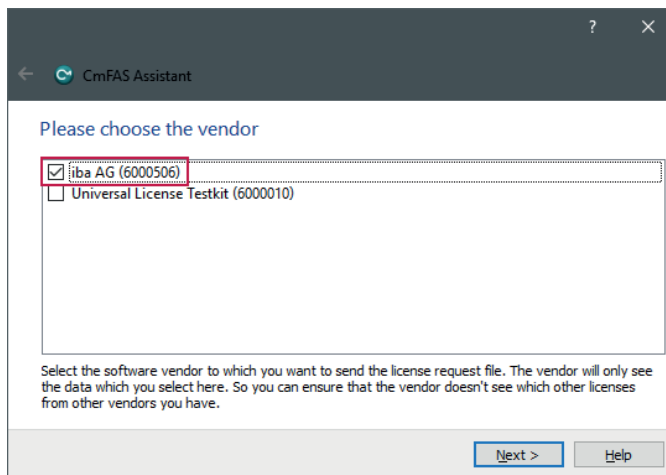 ?
CmFAS Assistant
Please choose the vendor
iba AG (6000506)
Universal License Testkit (6000010)
Select the software vendor to which you want to send the license request file. The vendor will only see
the data which you select here. So you can ensure that the vendor doesn't see which other licenses
from other vendors you have.
Next >
Help